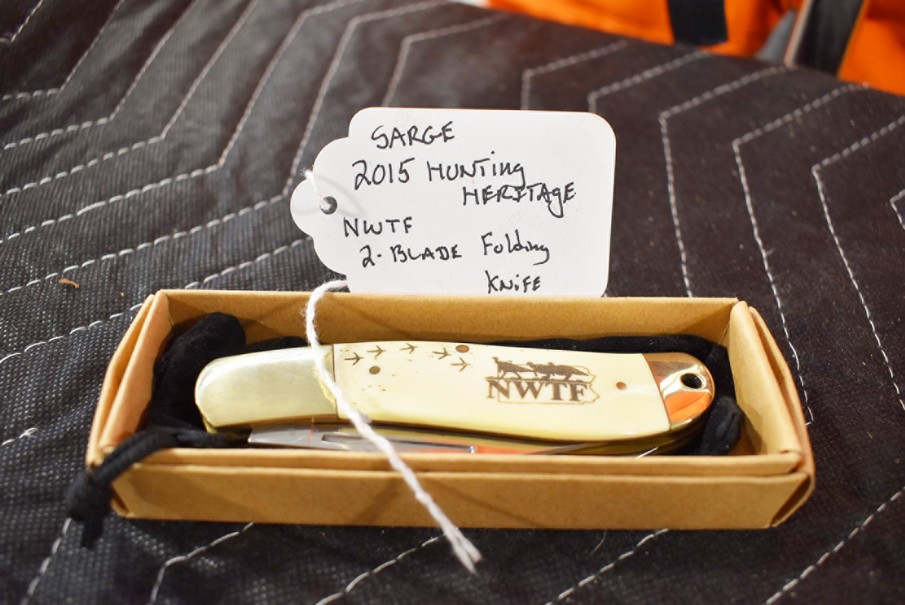 SARGE
2015 HUNTING
HERITAGE
NWTF
2-BLADE FOLDING
KNIFE
NWTF